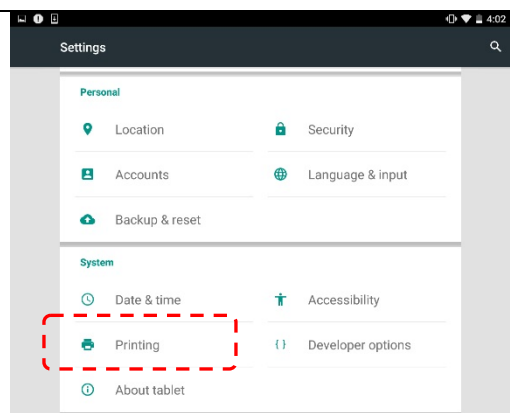 4:02
Settings
Personal
Location
Security
Accounts
Language & input
Backup & reset
System
Date & time
Accessibility
Printing
{ } Developer options
About tablet